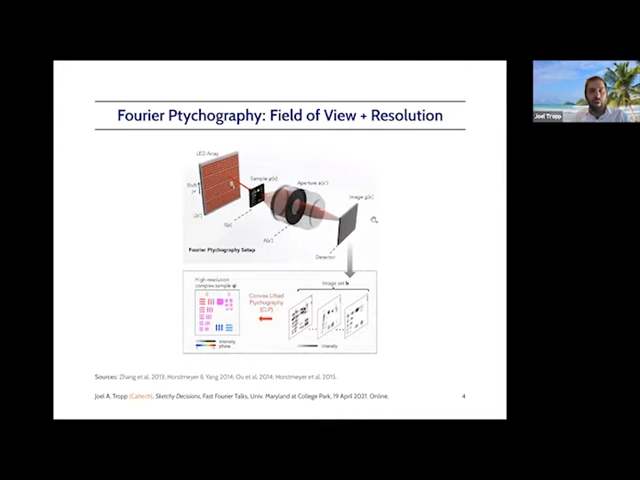 Fourier Ptychography: Field of View + Resolution
LED Array
Sample ψ(x)
Aperture a(x')
Image g(x)
Shift
S(x)
A(x')
Detector
Fourier Ptychography Setup
High-resolution
complex sample ψ
Convex Lifted
Ptychography
(CLP)
Image set b
intensity
phase
intensity
Sources: Zhang et al. 2013; Horstmeyer & Yang 2014; Ou et al. 2014; Horstmeyer et al. 2015.
Joel A. Tropp (Caltech), Sketchy Decisions, Fast Fourier Talks, Univ. Maryland at College Park, 19 April 2021. Online.
4
Joel Tropp